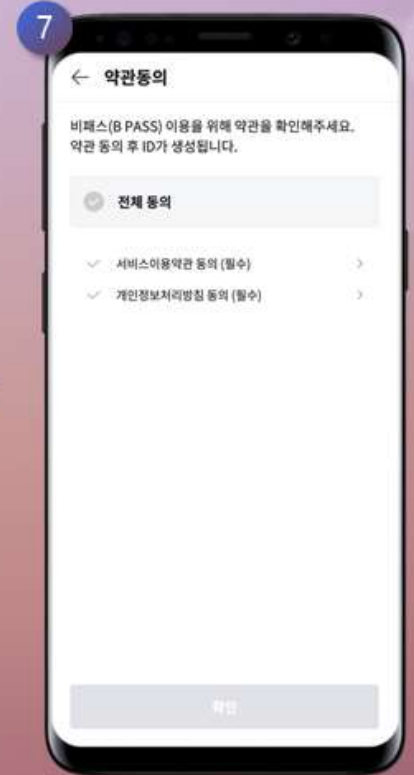 7
약관동의
비패스(B PASS) 이용을 위해 약관을 확인해주세요.
약관 동의 후 ID가 생성됩니다.
전체 동의
서비스이용약관 동의 (필수)
개인정보처리방침 동의 (필수)
확인